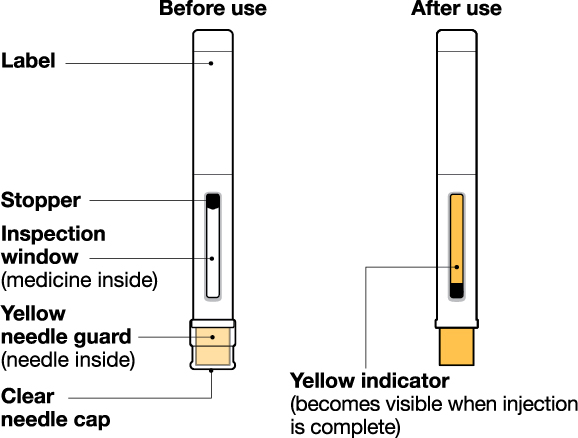 Before use
After use
Label
Stopper
Inspection
window
(medicine inside)
Yellow
needle guard
(needle inside)
Clear
needle cap
Yellow indicator
(becomes visible when injection
is complete)